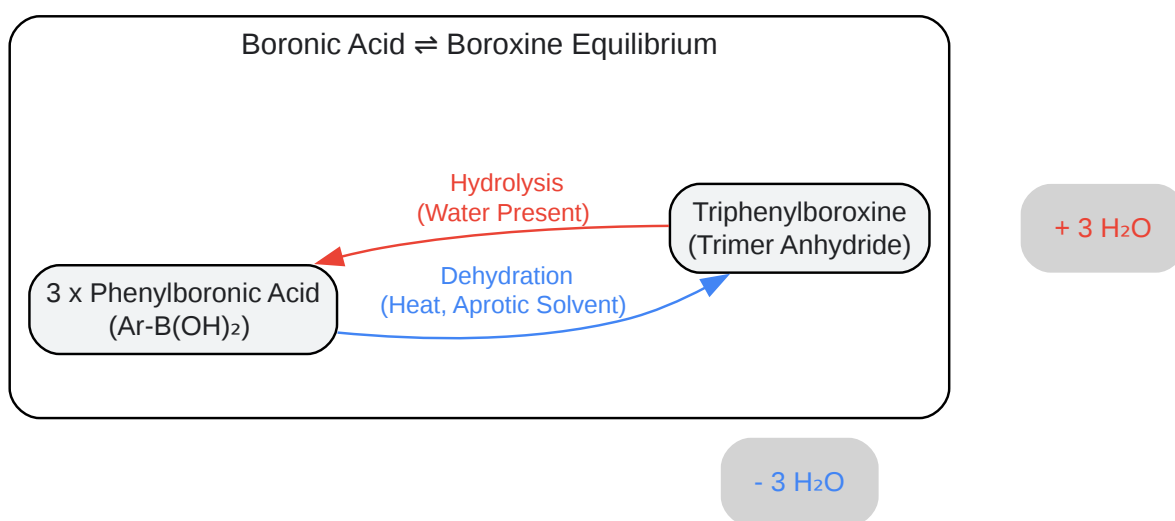 Boronic Acid ⇌ Boroxine Equilibrium
Hydrolysis
(Water Present)
Triphenylboroxine
(Trimer Anhydride)
+ 3 H₂O
3 x Phenylboronic Acid
(Ar-B(OH)₂)
Dehydration
(Heat, Aprotic Solvent)
- 3 H₂O